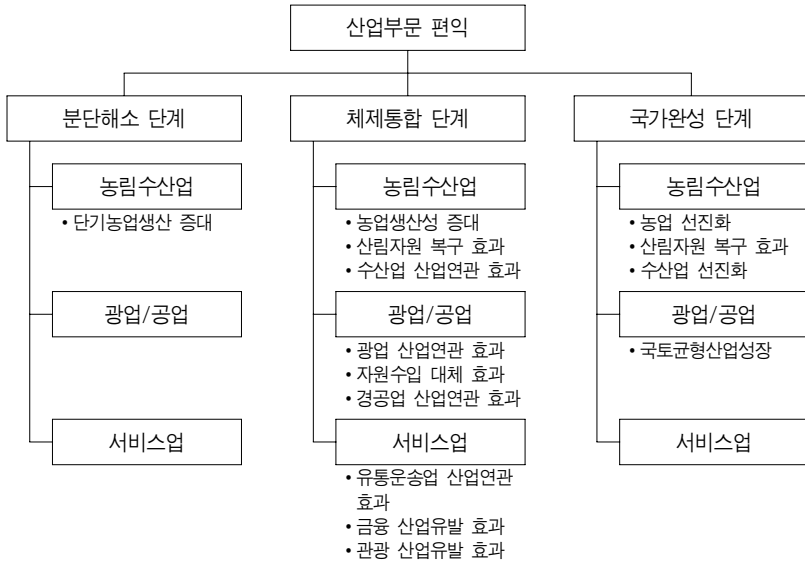 산업부문 편익
분단해소 단계
농림수산업
• 단기농업생산 증대
광업/공업
서비스업
체제통합 단계
농림수산업
• 농업생산성 증대
• 산림자원 복구 효과
• 수산업 산업연관 효과
광업/공업
• 광업 산업연관 효과
• 자원수입 대체 효과
• 경공업 산업연관 효과
서비스업
• 유통운송업 산업연관
효과
• 금융 산업유발 효과
• 관광 산업유발 효과
국가완성 단계
농림수산업
• 농업 선진화
• 산림자원 복구 효과
• 수산업 선진화
광업/공업
• 국토균형산업성장
서비스업